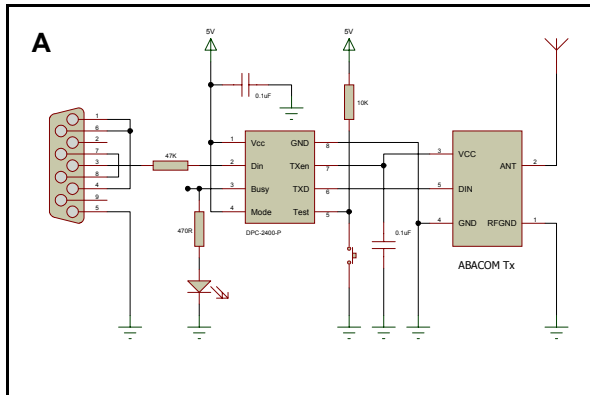 A
5V
5V
0.1uF
10K
1
6
2
7
3
8
4
9
5
47K
470R
1
2
3
4
Vcc
Din
Busy
Mode
GND
TXen
TXD
Test
8
7
6
5
DPC-2400-P
0.1uF
3
5
4
VCC
DIN
GND
ANT
RFGND
2
1
ABACOM Tx